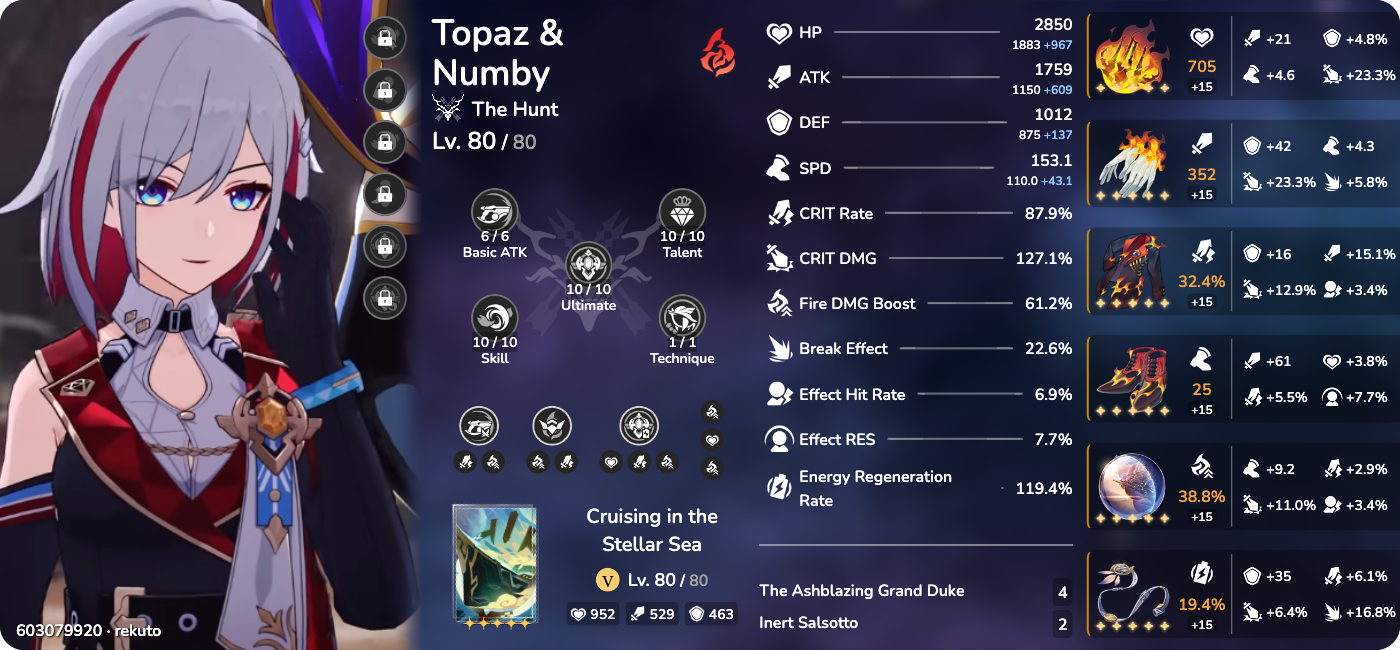 Topaz &
Numby
The Hunt
Lv. 80 / 80
6 / 6
Basic ATK
10 / 10
Talent
10 / 10
Ultimate
10 / 10
Skill
1 / 1
Technique
Cruising in the
Stellar Sea
V Lv. 80 / 80
952 529 463
603079920 · rekuto
HP 2850
1883 +967
ATK 1759
1150 +609
DEF 1012
875 +137
SPD 153.1
110.0 +43.1
CRIT Rate 87.9%
CRIT DMG 127.1%
Fire DMG Boost 61.2%
Break Effect 22.6%
Effect Hit Rate 6.9%
Effect RES 7.7%
Energy Regeneration
Rate 119.4%
The Ashblazing Grand Duke 4
Inert Salsotto 2
705
+15
+21 +4.8%
+4.6 +23.3%
352
+15
+42 +4.3
+23.3% +5.8%
32.4%
+15
+16 +15.1%
+12.9% +3.4%
25
+15
+61 +3.8%
+5.5% +7.7%
38.8%
+15
+9.2 +2.9%
+11.0% +3.4%
19.4%
+15
+35 +6.1%
+6.4% +16.8%